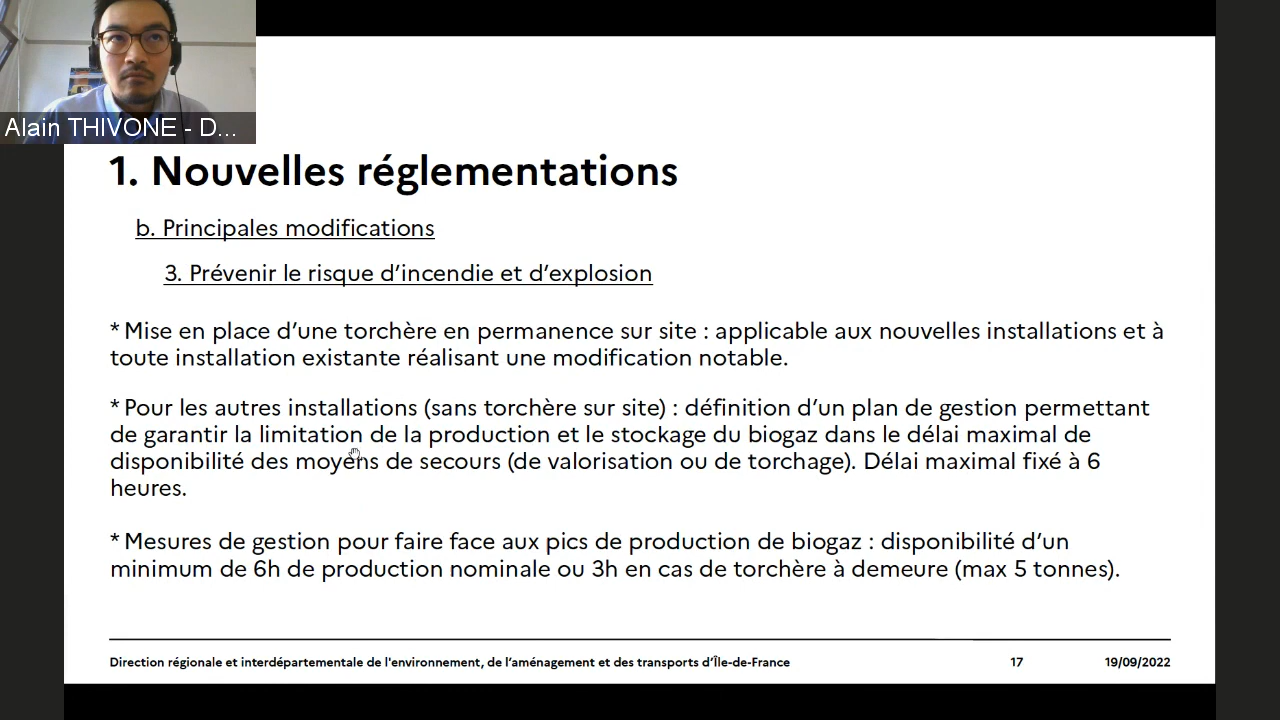 Alain THIVONE - D...
1. Nouvelles réglementations
b. Principales modifications
3. Prévenir le risque d’incendie et d’explosion
* Mise en place d’une torchère en permanence sur site : applicable aux nouvelles installations et à
toute installation existante réalisant une modification notable.
* Pour les autres installations (sans torchère sur site) : définition d’un plan de gestion permettant
de garantir la limitation de la production et le stockage du biogaz dans le délai maximal de
disponibilité des moyens de secours (de valorisation ou de torchage). Délai maximal fixé à 6
heures.
* Mesures de gestion pour faire face aux pics de production de biogaz : disponibilité d’un
minimum de 6h de production nominale ou 3h en cas de torchère à demeure (max 5 tonnes).
Direction régionale et interdépartementale de l'environnement, de l’aménagement et des transports d’Île-de-France 17 19/09/2022